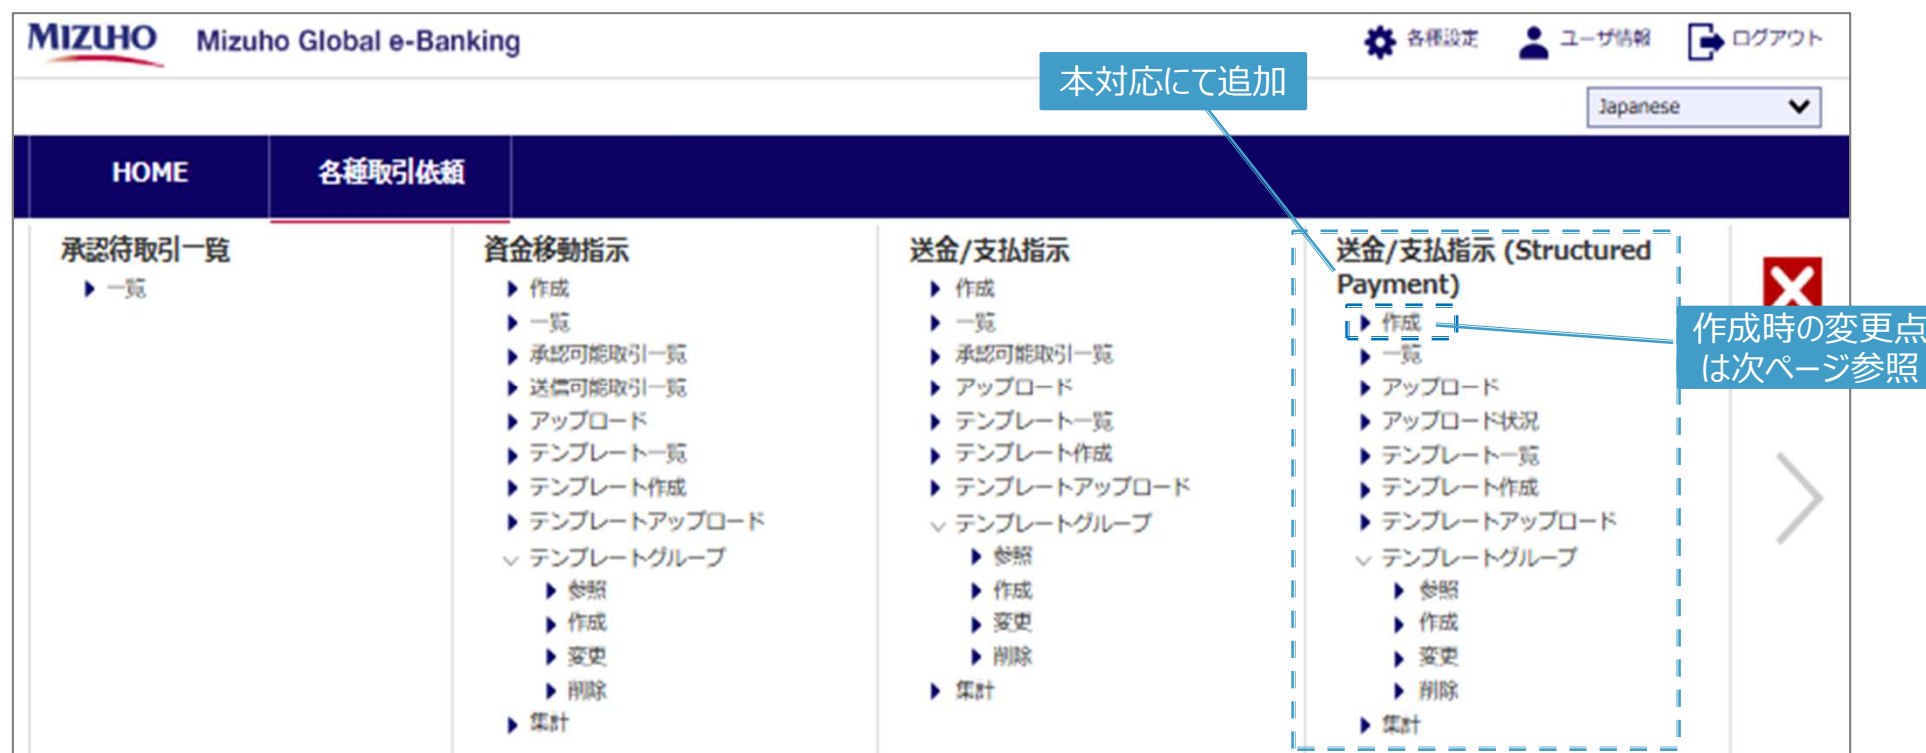 MIZUHO Mizuho Global e-Banking
各種設定 ユーザ情報 ログアウト
本対応にて追加
Japanese
HOME 各種取引依頼
承認待取引一覧
一覧
資金移動指示
作成
一覧
承認可能取引一覧
送信可能取引一覧
アップロード
テンプレート一覧
テンプレート作成
テンプレートアップロード
テンプレートグループ
参照
作成
変更
削除
集計
送金/支払指示
作成
一覧
承認可能取引一覧
アップロード
テンプレート一覧
テンプレート作成
テンプレートアップロード
テンプレートグループ
参照
作成
変更
削除
集計
送金/支払指示 (Structured
Payment)
作成
一覧
アップロード
アップロード状況
テンプレート一覧
テンプレート作成
テンプレートアップロード
テンプレートグループ
参照
作成
変更
削除
集計
作成時の変更点
は次ページ参照